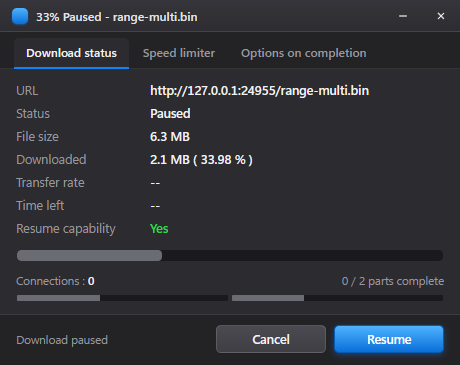 33% Paused - range-multi.bin
Download status Speed limiter Options on completion
URL http://127.0.0.1:24955/range-multi.bin
Status Paused
File size 6.3 MB
Downloaded 2.1 MB ( 33.98 % )
Transfer rate --
Time left --
Resume capability Yes
Connections : 0 0 / 2 parts complete
Download paused Cancel Resume